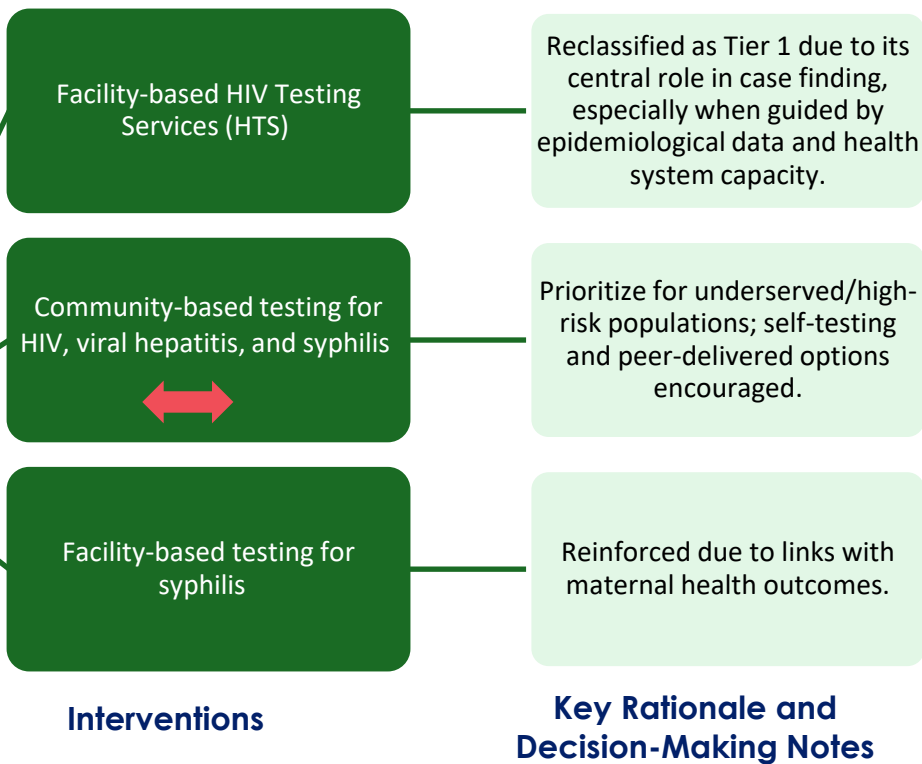 Facility-based HIV Testing
Services (HTS)
Reclassified as Tier 1 due to its
central role in case finding,
especially when guided by
epidemiological data and health
system capacity.
Community-based testing for
HIV, viral hepatitis, and syphilis
Prioritize for underserved/high-
risk populations; self-testing
and peer-delivered options
encouraged.
Facility-based testing for
syphilis
Reinforced due to links with
maternal health outcomes.
Interventions
Key Rationale and
Decision-Making Notes